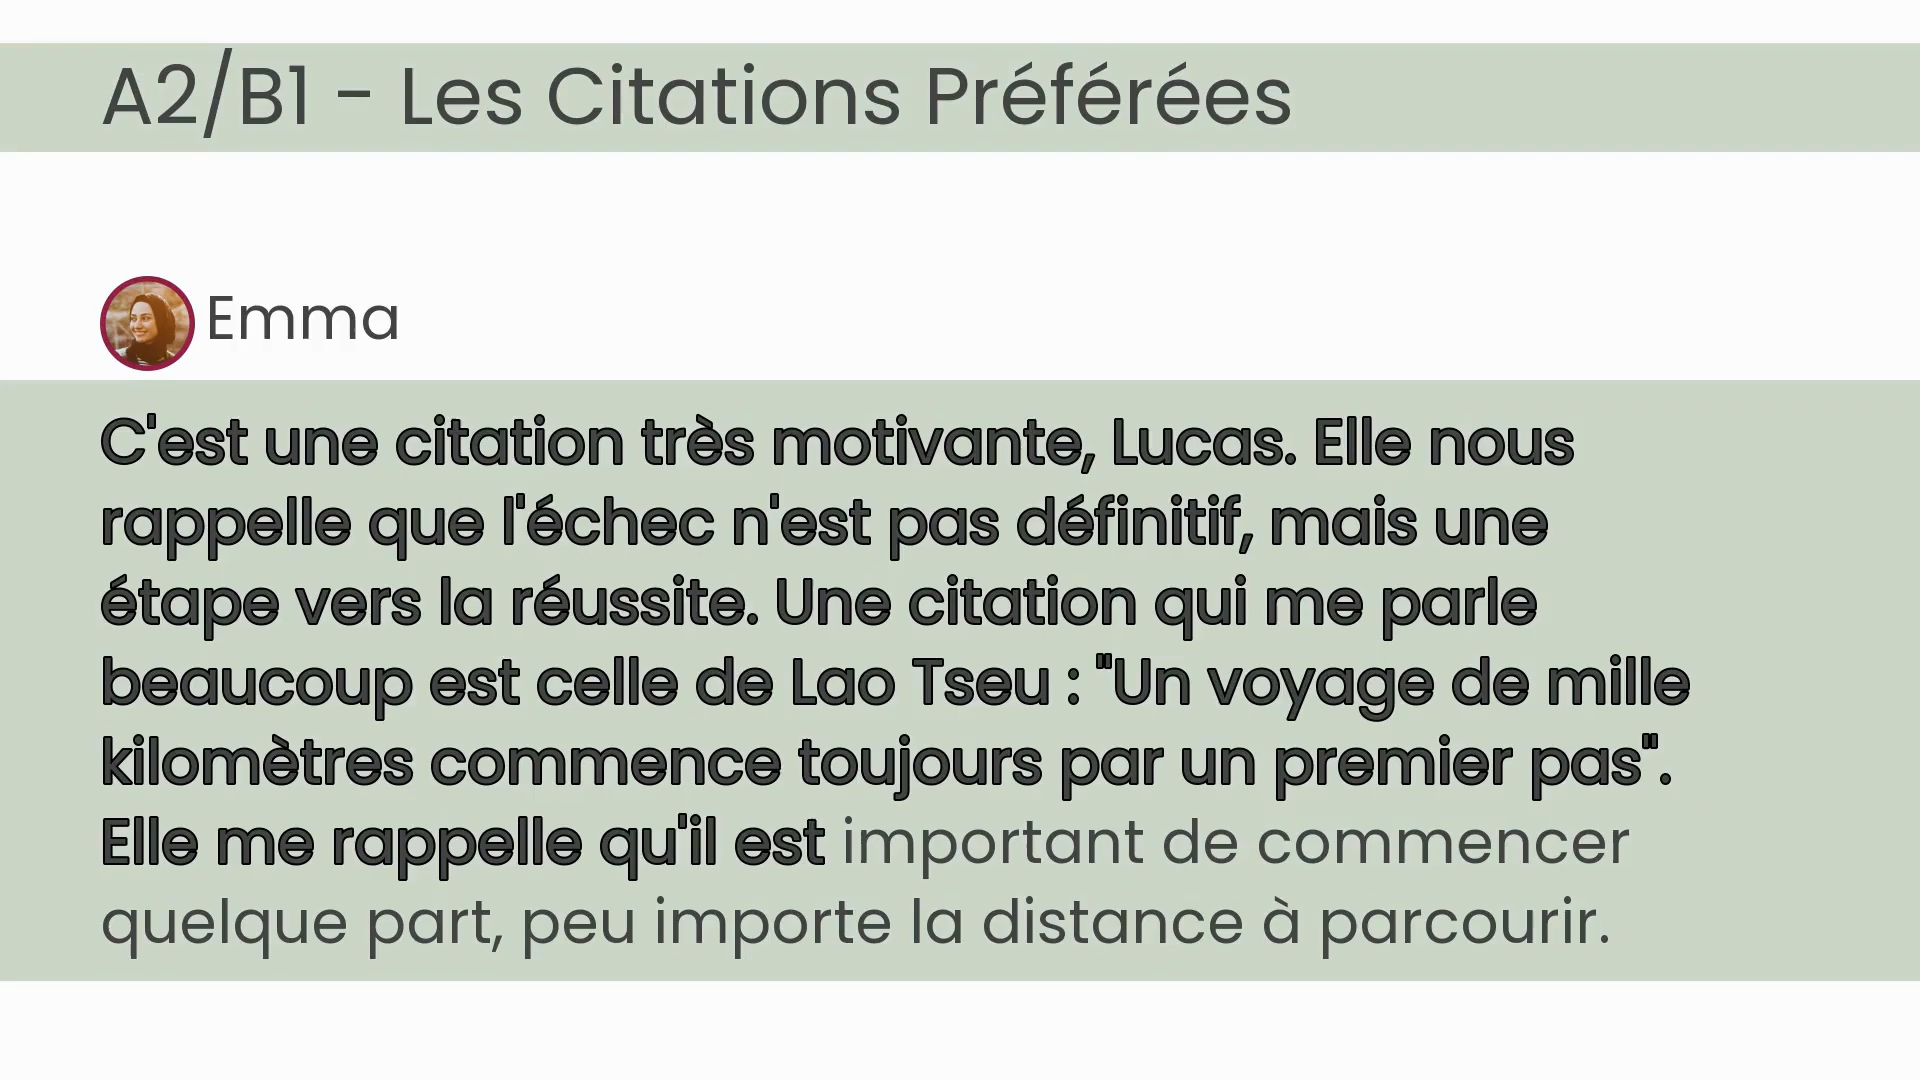 A2/B1 - Les Citations Préférées
Emma
C'est une citation très motivante, Lucas. Elle nous
rappelle que l'échec n'est pas définitif, mais une
étape vers la réussite. Une citation qui me parle
beaucoup est celle de Lao Tseu : "Un voyage de mille
kilomètres commence toujours par un premier pas".
Elle me rappelle qu'il est important de commencer
quelque part, peu importe la distance à parcourir.